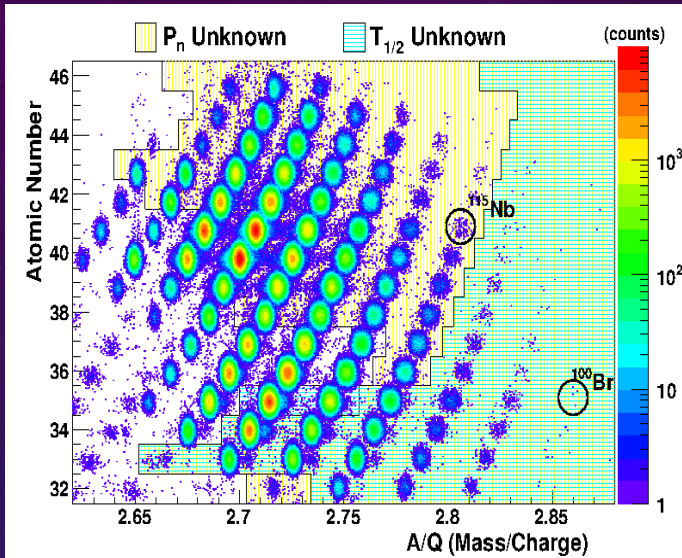 Pn Unknown T1/2 Unknown (counts)
46
44
42
40
38
36
34
32
Atomic Number
115Nb
100Br
10³
10²
10
1
2.65 2.7 2.75 2.8 2.85
A/Q (Mass/Charge)